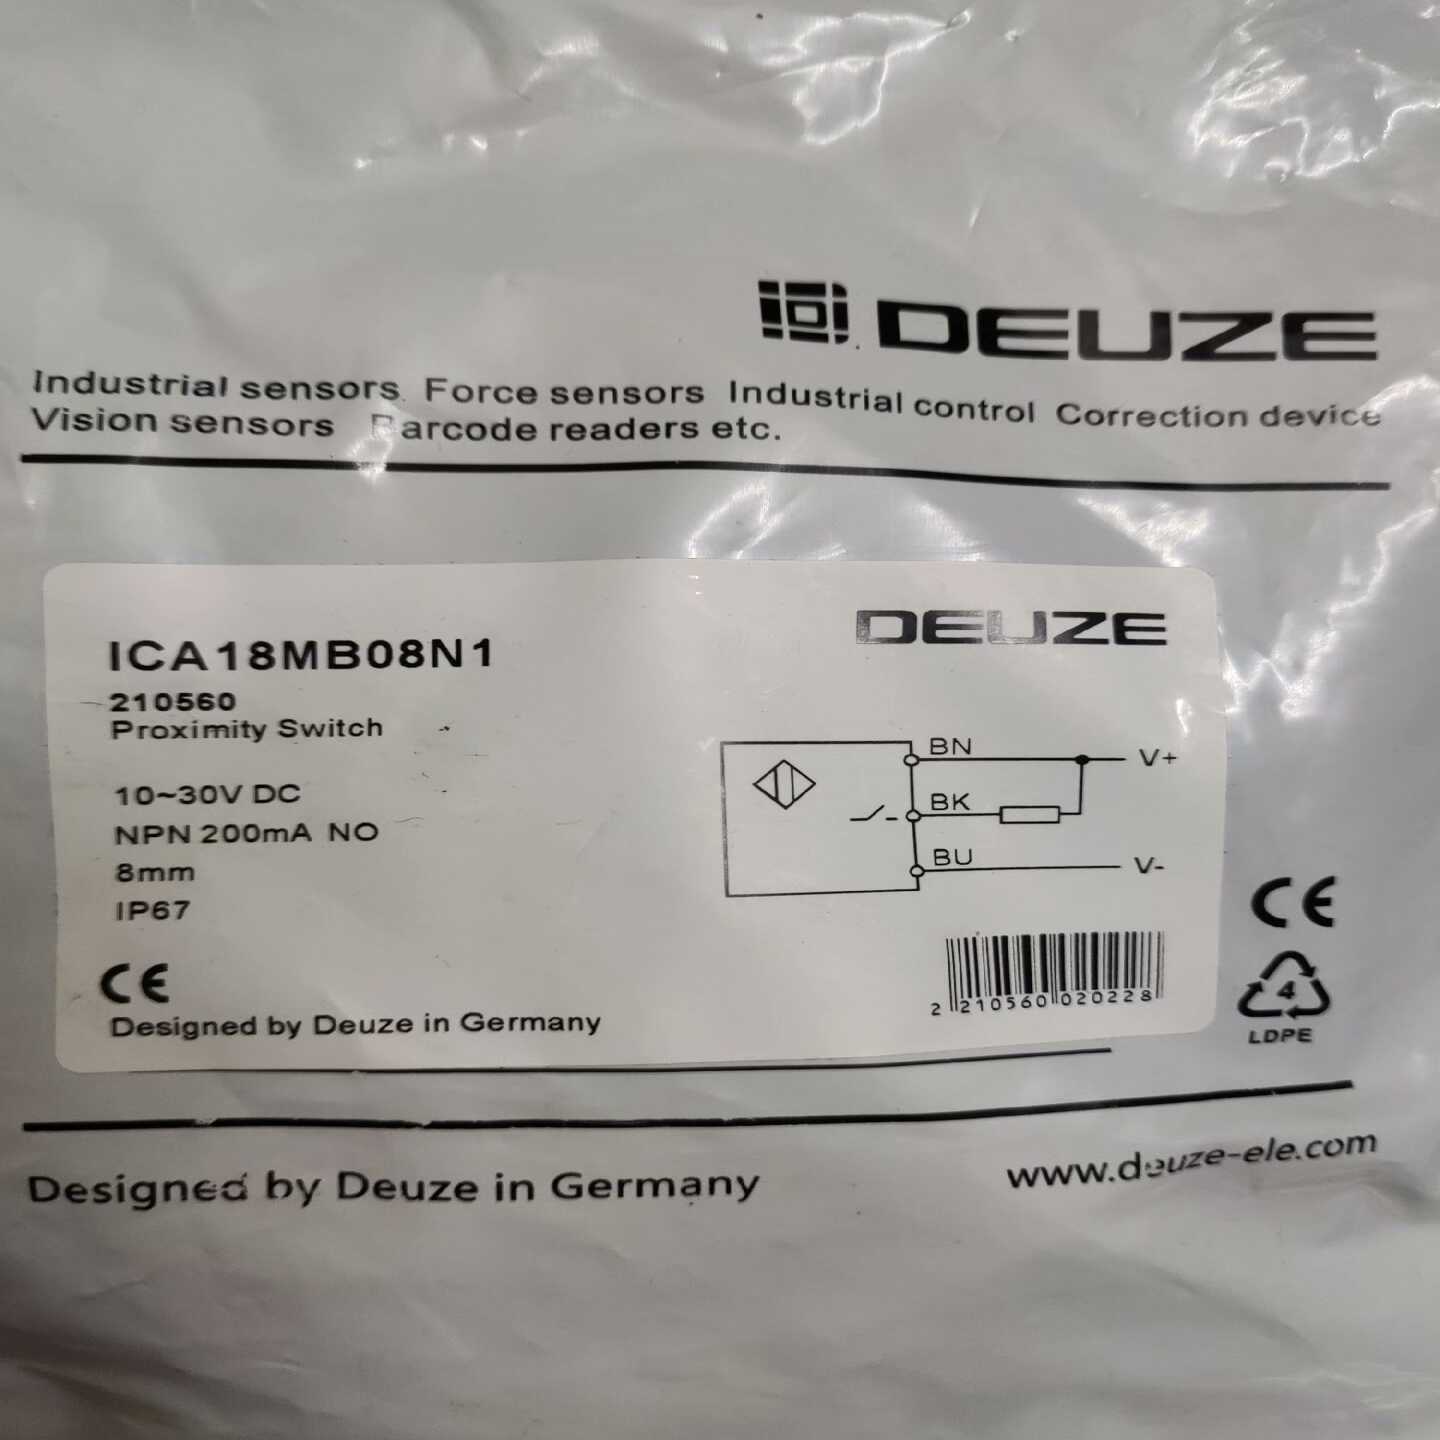 DEUZE
Industrial sensors Force sensors Industrial control Correction device
Vision sensors Barcode readers etc.
DEUZE
ICA18MB08N1
210560
Proximity Switch
10~30V DC
NPN 200mA NO
8mm
IP67
BN
V+
BK
BU
V-
CE
Designed by Deuze in Germany
2 210560 020228
CE
4
LDPE
Designed by Deuze in Germany
www.deuze-ele.com